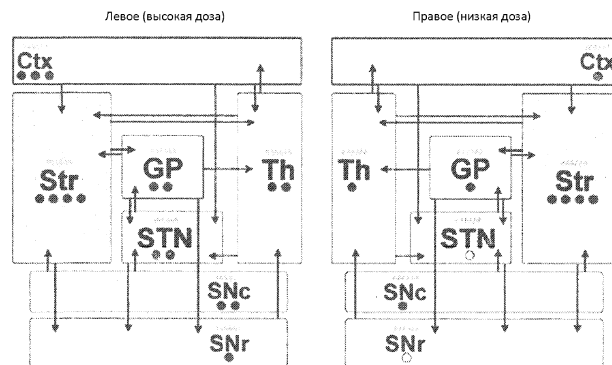 Левое (высокая доза)
Правое (низкая доза)
Ctx
Ctx
Str
GP
Th
Th
GP
Str
STN
STN
SNc
SNc
SNr
SNr